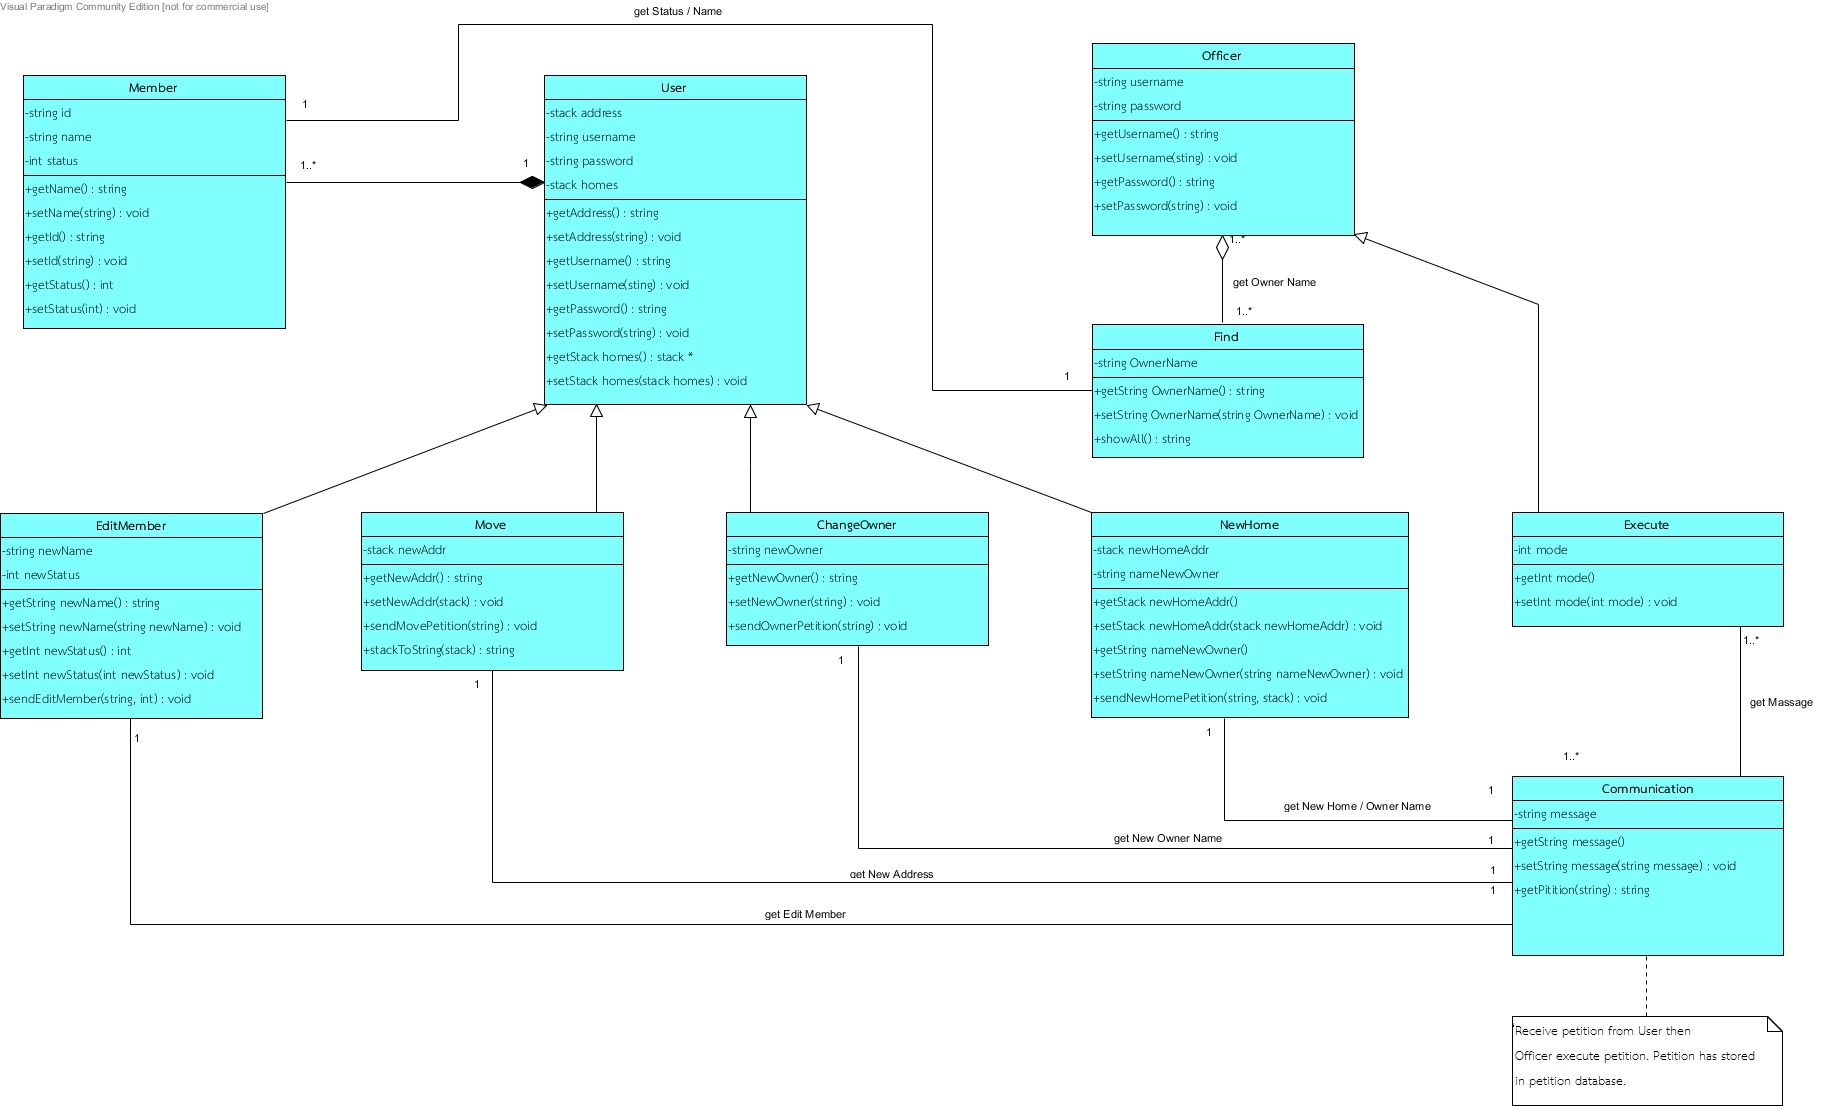 Visual Paradigm Community Edition [not for commercial use]
get Status / Name
Member
-string id
-string name
-int status
+getName() : string
+setName(string) : void
+getId() : string
+setId(string) : void
+getStatus() : int
+setStatus(int) : void
1
1..*
1
User
-stack address
-string username
-string password
-stack homes
+getAddress() : string
+setAddress(string) : void
+getUsername() : string
+setUsername(sting) : void
+getPassword() : string
+setPassword(string) : void
+getStack homes() : stack *
+setStack homes(stack homes) : void
Officer
-string username
-string password
+getUsername() : string
+setUsername(sting) : void
+getPassword() : string
+setPassword(string) : void
1..*
get Owner Name
1..*
1
Find
-string OwnerName
+getString OwnerName() : string
+setString OwnerName(string OwnerName) : void
+showAll() : string
EditMember
-string newName
-int newStatus
+getString newName() : string
+setString newName(string newName) : void
+getInt newStatus() : int
+setInt newStatus(int newStatus) : void
+sendEditMember(string, int) : void
1
Move
-stack newAddr
+getNewAddr() : string
+setNewAddr(stack) : void
+sendMovePetition(string) : void
+stackToString(stack) : string
1
ChangeOwner
-string newOwner
+getNewOwner() : string
+setNewOwner(string) : void
+sendOwnerPetition(string) : void
1
NewHome
-stack newHomeAddr
-string nameNewOwner
+getStack newHomeAddr()
+setStack newHomeAddr(stack newHomeAddr) : void
+getString nameNewOwner()
+setString nameNewOwner(string nameNewOwner) : void
+sendNewHomePetition(string, stack) : void
1
Execute
-int mode
+getInt mode()
+setInt mode(int mode) : void
1..*
get Massage
1..*
1
get New Home / Owner Name
get New Owner Name
1
get New Address
1
1
get Edit Member
Communication
-string message
+getString message()
+setString message(string message) : void
+getPitition(string) : string
Receive petition from User then
Officer execute petition. Petition has stored
in petition database.